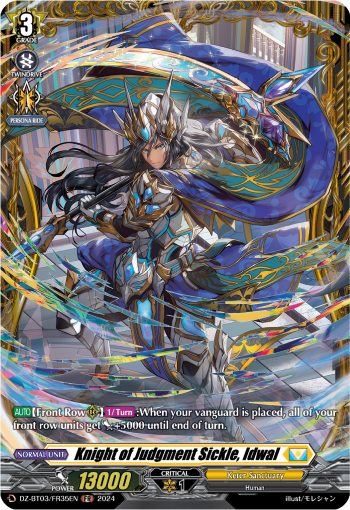 3
GRADE
TWINDRIVE
PERSONA RIDE
AUTO [Front Row] 1/Turn :When your vanguard is placed, all of your
front row units get +5000 until end of turn.
NORMAL UNIT
Knight of Judgment Sickle, Idwal
POWER 13000
CRITICAL
1
Keter Sanctuary
Human
DZ-BT03/FR35EN FR 2024
illust/モレシャン